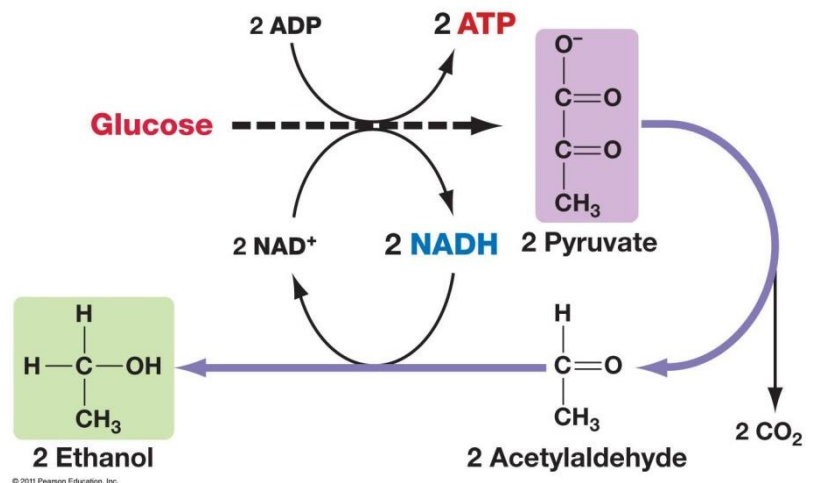 2 ADP
2 ATP
O⁻
C=O
C=O
CH₃
Glucose
2 NAD⁺
2 NADH
2 Pyruvate
H
H—C—OH
CH₃
2 Ethanol
H
C=O
CH₃
2 Acetylaldehyde
2 CO₂
© 2011 Pearson Education, Inc.